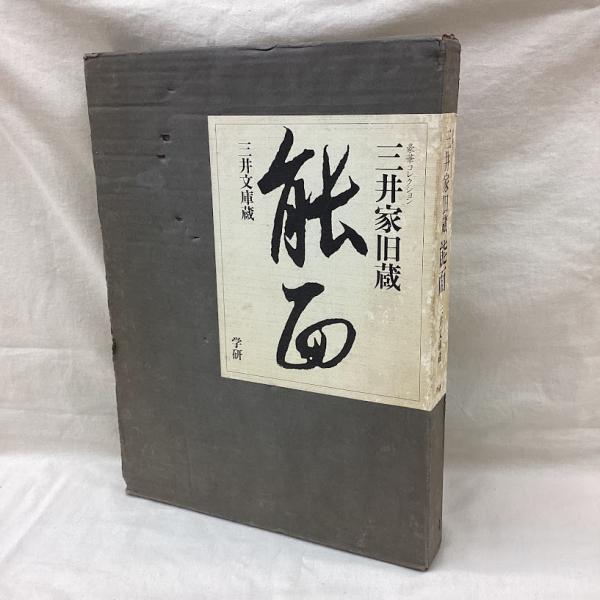 豪華コレクション
三井家旧蔵
能面
三井文庫蔵
学研
三井家旧蔵 能面